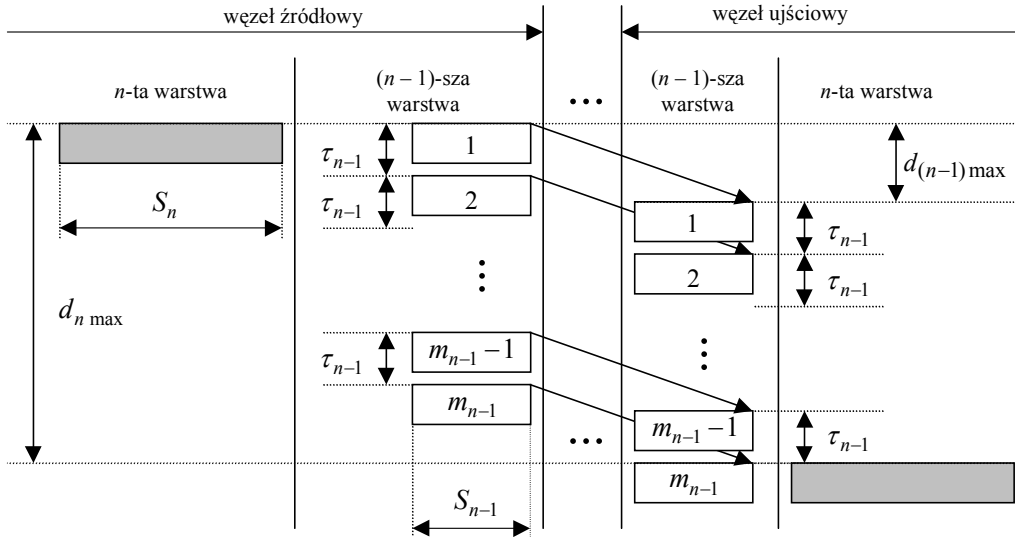 węzeł źródłowy
węzeł ujściowy
n-ta warstwa
(n – 1)-sza
warstwa
...
(n – 1)-sza
warstwa
n-ta warstwa
τn–1
1
d(n–1) max
Sn
τn–1
2
1
τn–1
2
τn–1
dn max
τn–1
mn–1 – 1
mn–1
...
mn–1 – 1
τn–1
mn–1
Sn–1